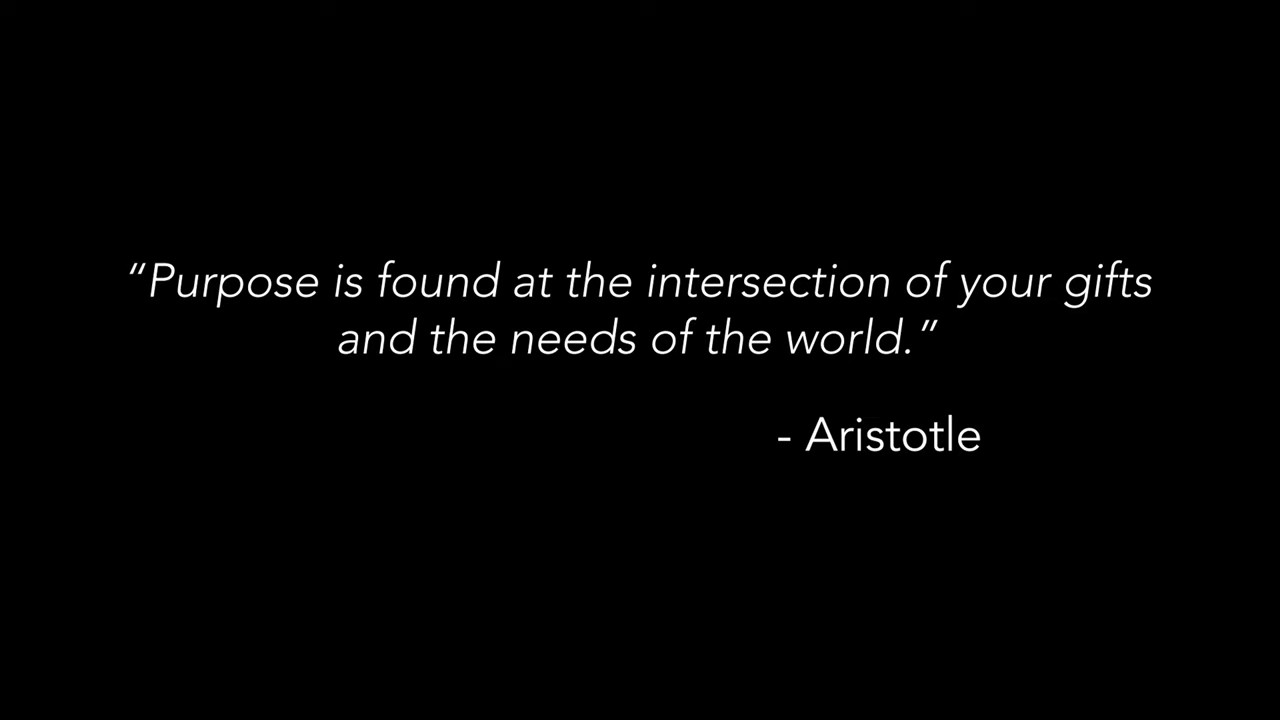 “Purpose is found at the intersection of your gifts
and the needs of the world.”
- Aristotle